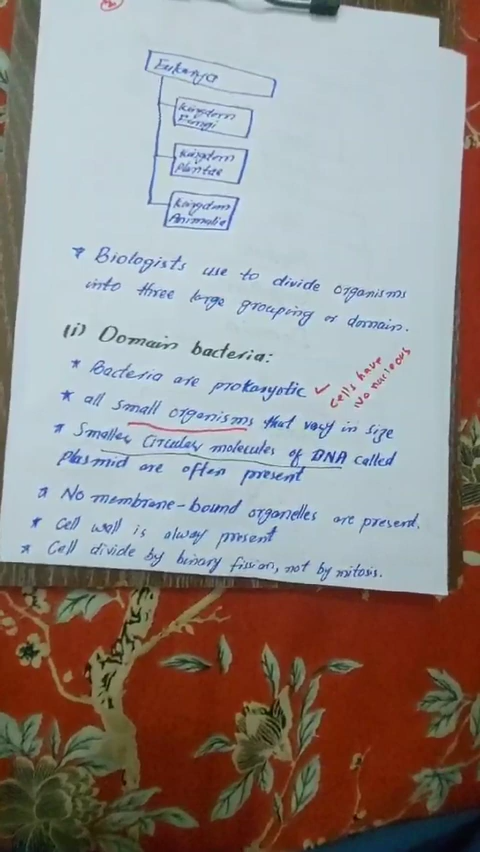 Eukarya
Kingdom
Fungi
Kingdom
Plantae
Kingdom
Animalia
* Biologists use to divide organisms
into three large grouping or domain.
(i) Domain bacteria:
* Bacteria are prokaryotic ✓
cells have
No nucleous
* all small organisms that vary in size
* Smaller Circular molecules of DNA called
plasmid are often present
* No membrane-bound organelles are present.
* Cell wall is alway present
* Cell divide by binary fission, not by mitosis.